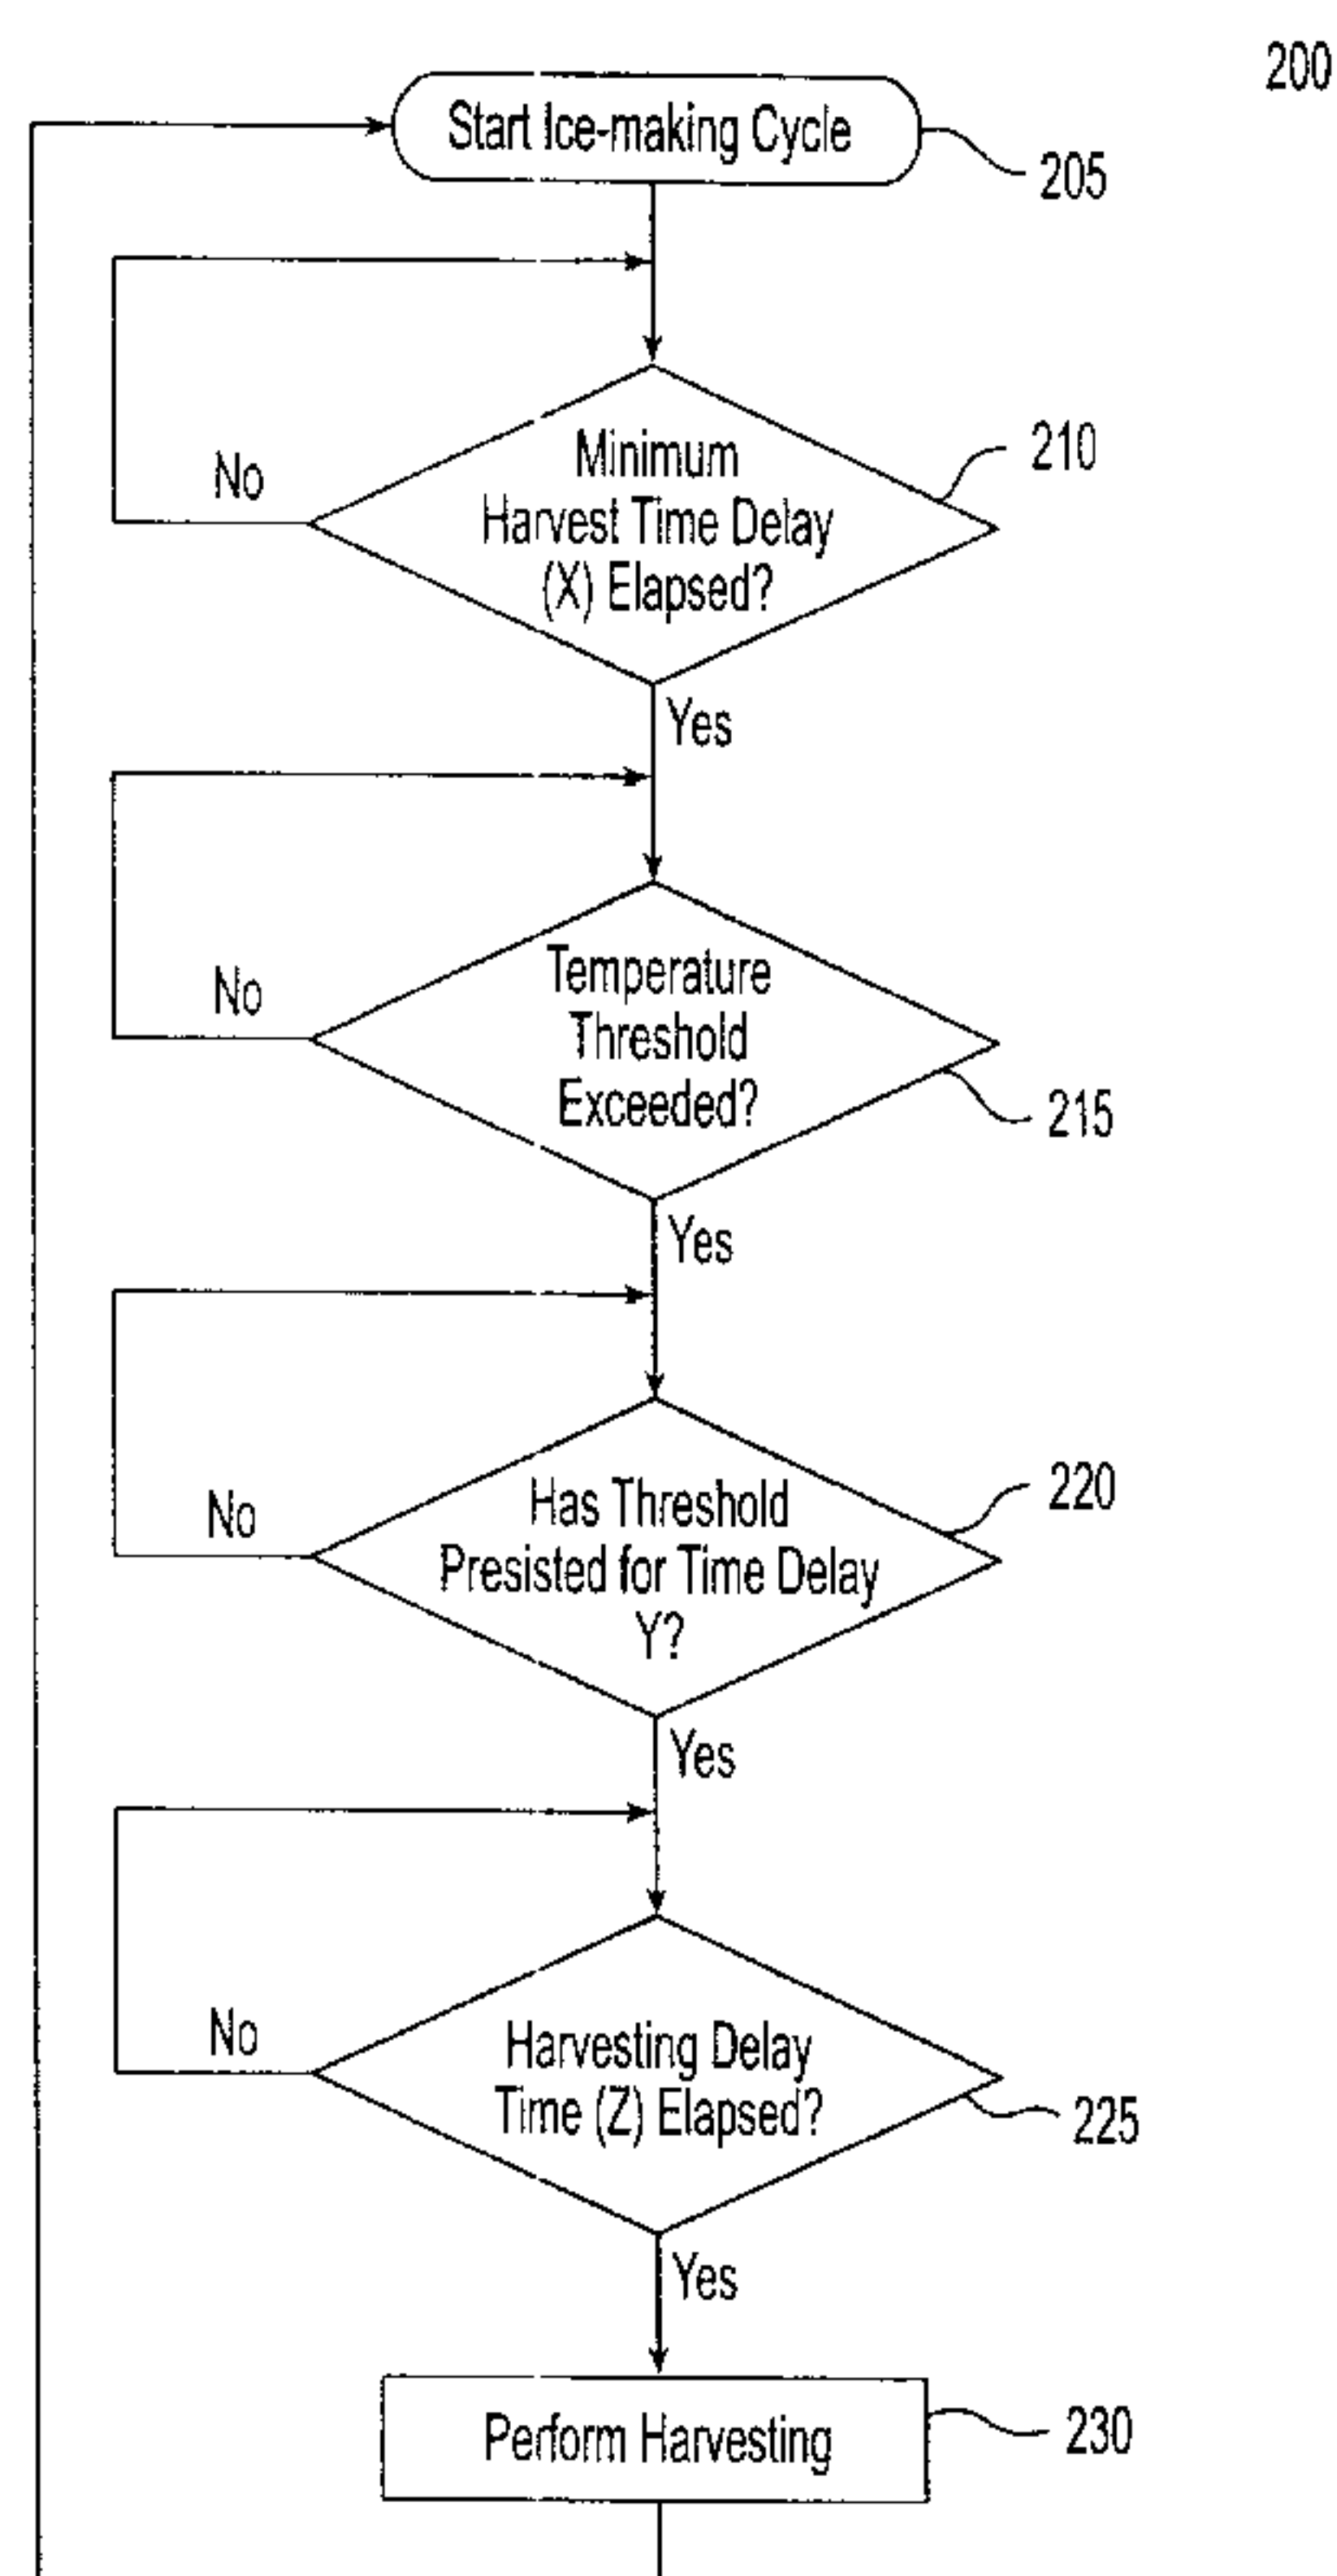 200
Start Ice-making Cycle
205
Minimum
Harvest Time Delay
(X) Elapsed?
210
No
Yes
Temperature
Threshold
Exceeded?
215
No
Yes
Has Threshold
Presisted for Time Delay
Y?
220
No
Yes
Harvesting Delay
Time (Z) Elapsed?
225
No
Yes
Perform Harvesting
230